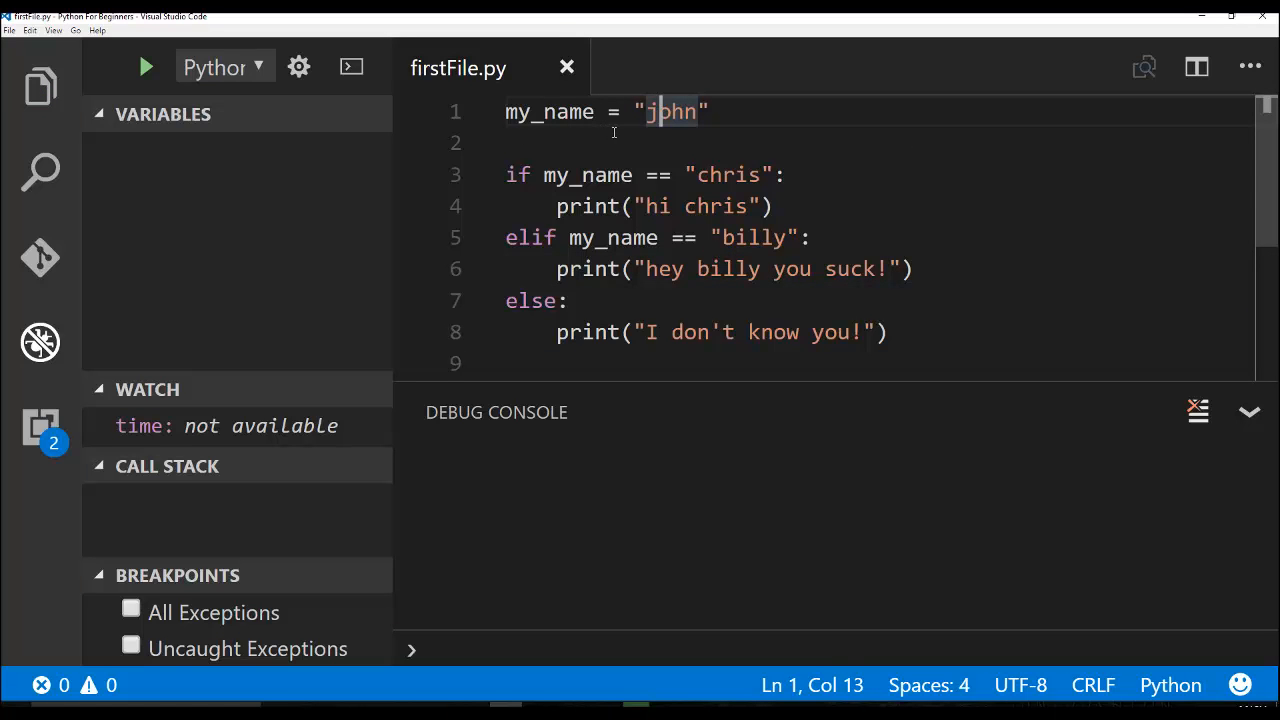 firstFile.py - Python For Beginners - Visual Studio Code
File Edit View Go Help
Python
firstFile.py
VARIABLES
1 my_name = "john"
2
3 if my_name == "chris":
4 print("hi chris")
5 elif my_name == "billy":
6 print("hey billy you suck!")
7 else:
8 print("I don't know you!")
9
WATCH
time: not available
CALL STACK
BREAKPOINTS
All Exceptions
Uncaught Exceptions
2
DEBUG CONSOLE
0 0
Ln 1, Col 13
Spaces: 4
UTF-8
CRLF
Python